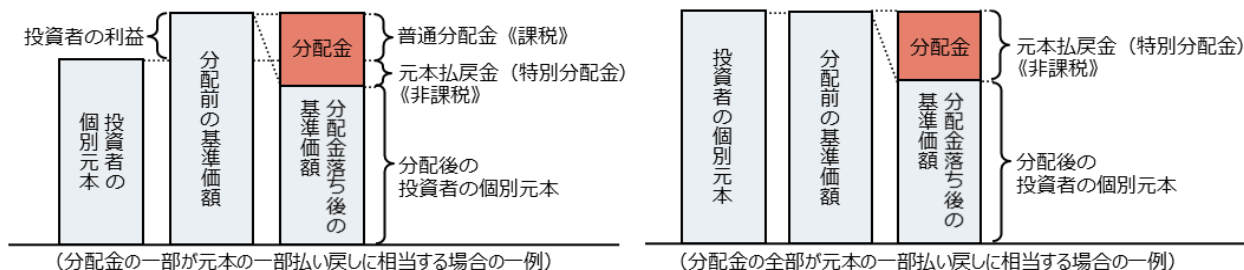 投資者の利益
投資者の
個別元本
分配前の基準価額
分配金
分配金落ち後の
基準価額
普通分配金《課税》
元本払戻金（特別分配金）
《非課税》
分配後の
投資者の個別元本
（分配金の一部が元本の一部払い戻しに相当する場合の一例）
投資者の個別元本
分配前の基準価額
分配金
分配金落ち後の
基準価額
元本払戻金（特別分配金）
《非課税》
分配後の
投資者の個別元本
（分配金の全部が元本の一部払い戻しに相当する場合の一例）